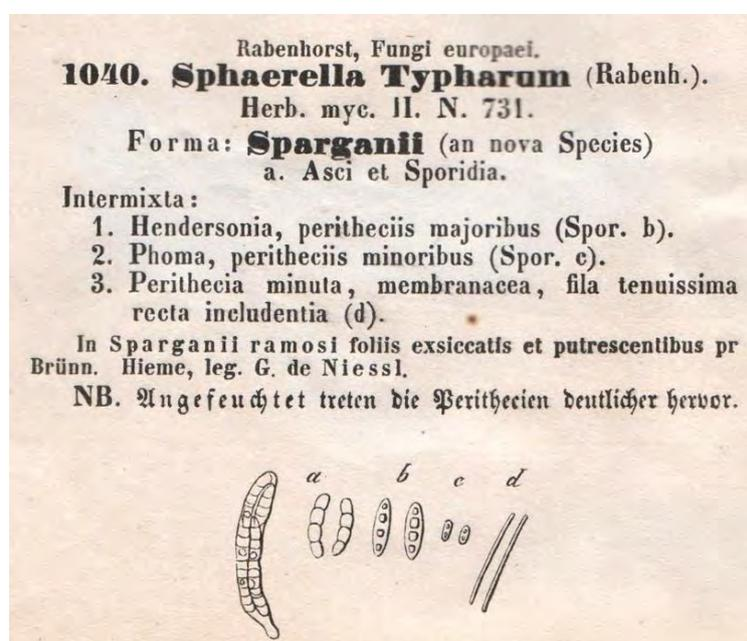 Rabenhorst, Fungi europaei.
1040. Sphaerella Typharum (Rabenh.).
Herb. myc. II. N. 731.
Forma: Sparganii (an nova Species)
a. Asci et Sporidia.
Intermixta:
1. Hendersonia, peritheciis majoribus (Spor. b).
2. Phoma, peritheciis minoribus (Spor. c).
3. Perithecia minuta, membranacea, fila tenuissima
recta includentia (d).
In Sparganii ramosi foliis exsiccatis et putrescentibus pr
Brünn. Hieme, leg. G. de Niessl.
NB. Angefeuchtet treten die Perithecien deutlicher hervor.
a b c d